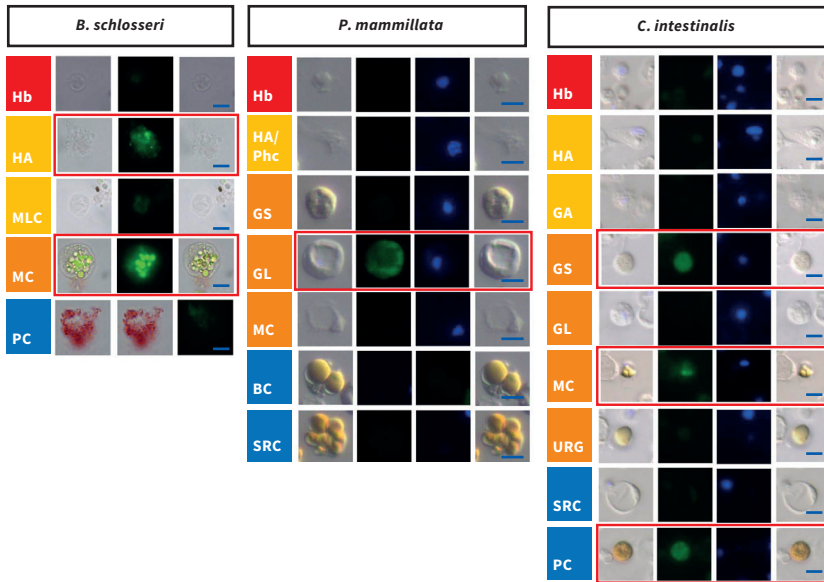 B. schlosseri
Hb
HA
MLC
MC
PC
P. mammillata
Hb
HA/
Phc
GS
GL
MC
BC
SRC
C. intestinalis
Hb
HA
GA
GS
GL
MC
URG
SRC
PC